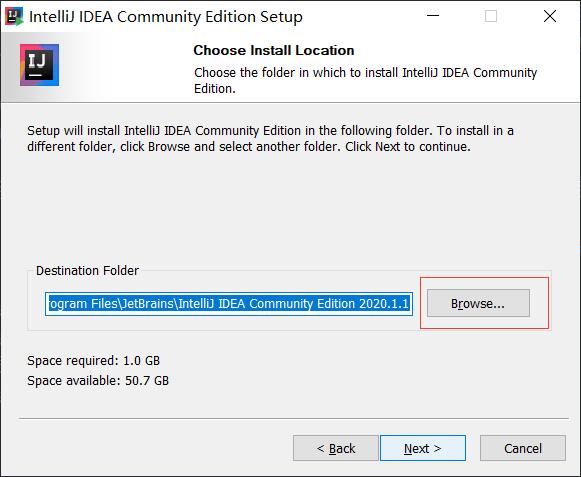 IntelliJ IDEA Community Edition Setup
IJ
Choose Install Location
Choose the folder in which to install IntelliJ IDEA Community
Edition.
Setup will install IntelliJ IDEA Community Edition in the following folder. To install in a
different folder, click Browse and select another folder. Click Next to continue.
Destination Folder
rogram Files\JetBrains\IntelliJ IDEA Community Edition 2020.1.1
Browse...
Space required: 1.0 GB
Space available: 50.7 GB
< Back
Next >
Cancel